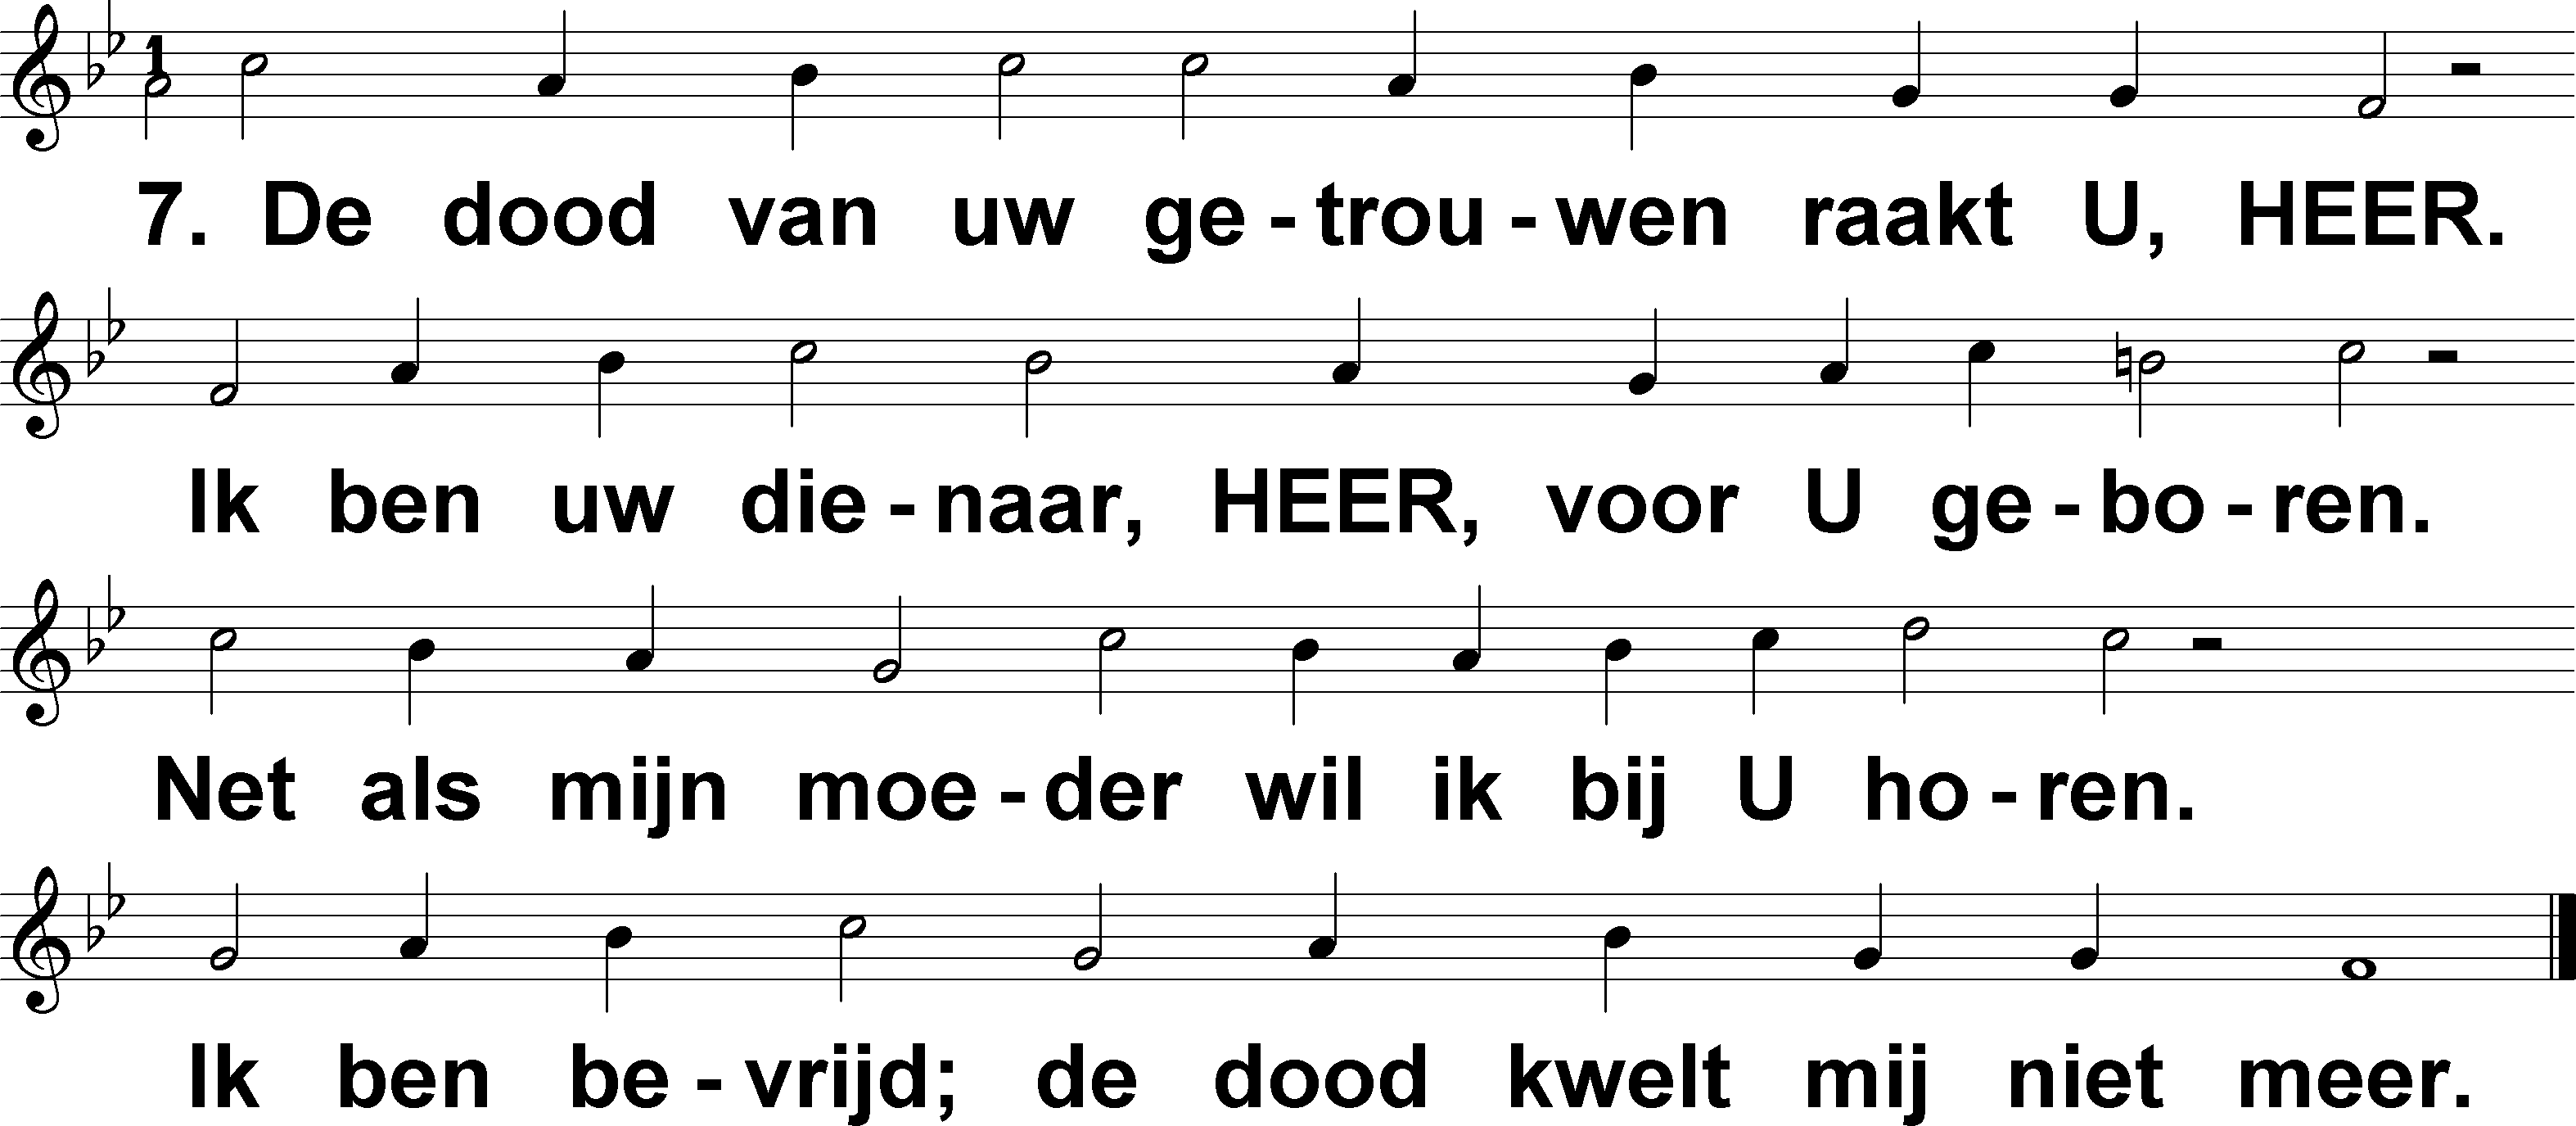 1
7. De dood van uw ge - trou - wen raakt U, HEER.
Ik ben uw die - naar, HEER, voor U ge - bo - ren.
Net als mijn moe - der wil ik bij U ho - ren.
Ik ben be - vrijd; de dood kwelt mij niet meer.